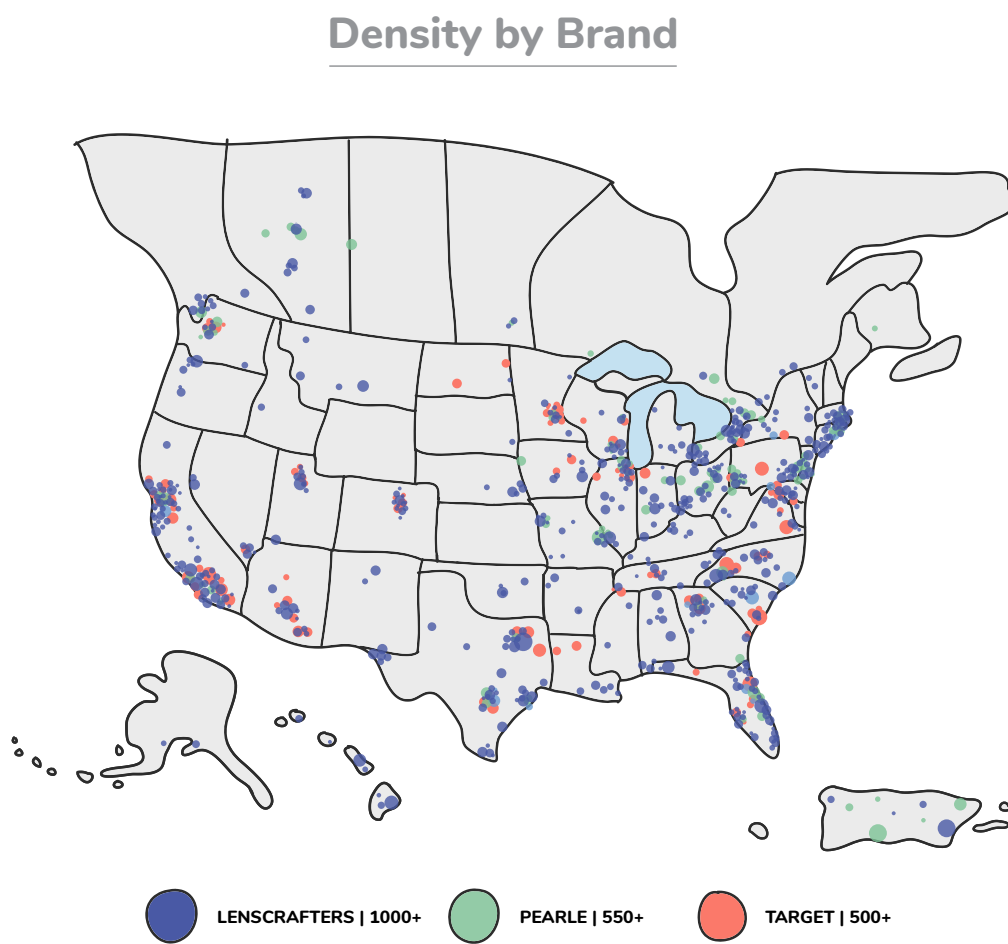 Density by Brand
LENSCRAFTERS | 1000+
PEARLE | 550+
TARGET | 500+